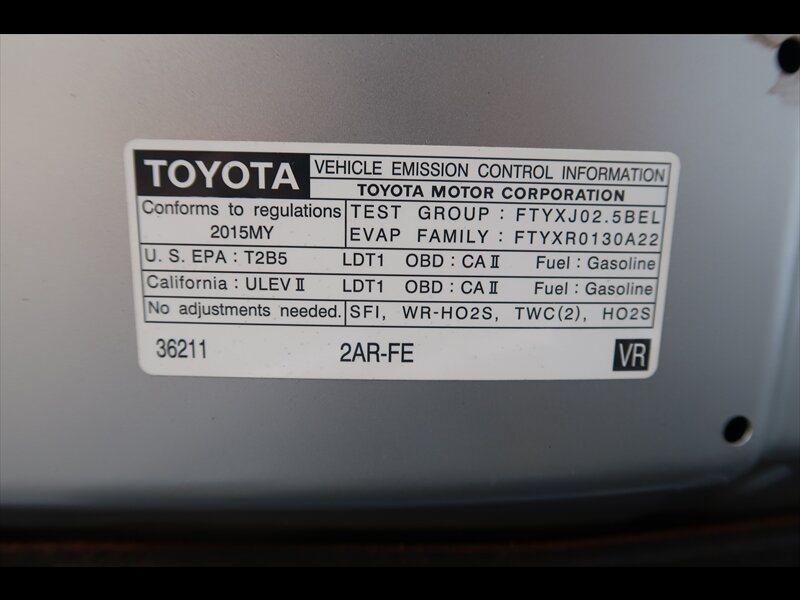 TOYOTA VEHICLE EMISSION CONTROL INFORMATION
TOYOTA MOTOR CORPORATION
Conforms to regulations TEST GROUP : FTYXJ02.5BEL
2015MY EVAP FAMILY : FTYXR0130A22
U. S. EPA : T2B5 LDT1 OBD : CA II Fuel : Gasoline
California : ULEV II LDT1 OBD : CA II Fuel : Gasoline
No adjustments needed. SFI, WR-HO2S, TWC(2), HO2S
36211 2AR-FE VR